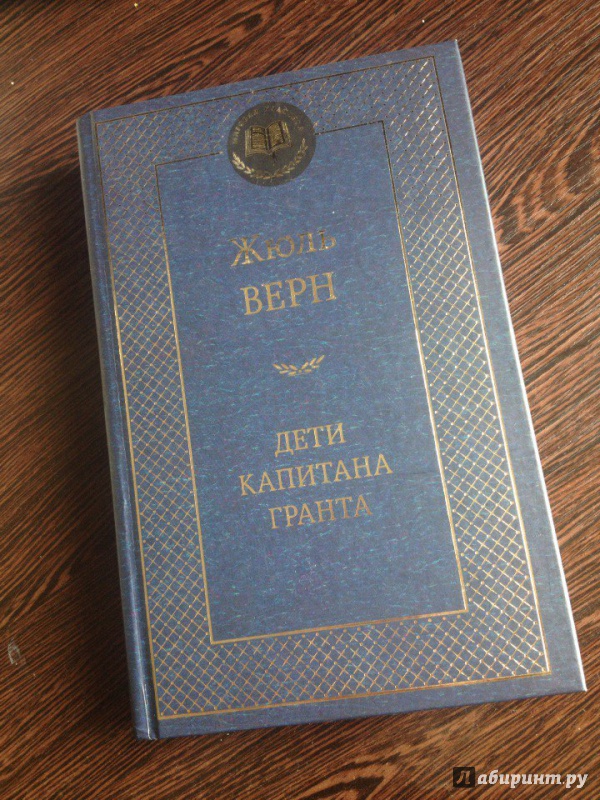 Жюль
ВЕРН
ДЕТИ
КАПИТАНА
ГРАНТА
Лабиринт.ру